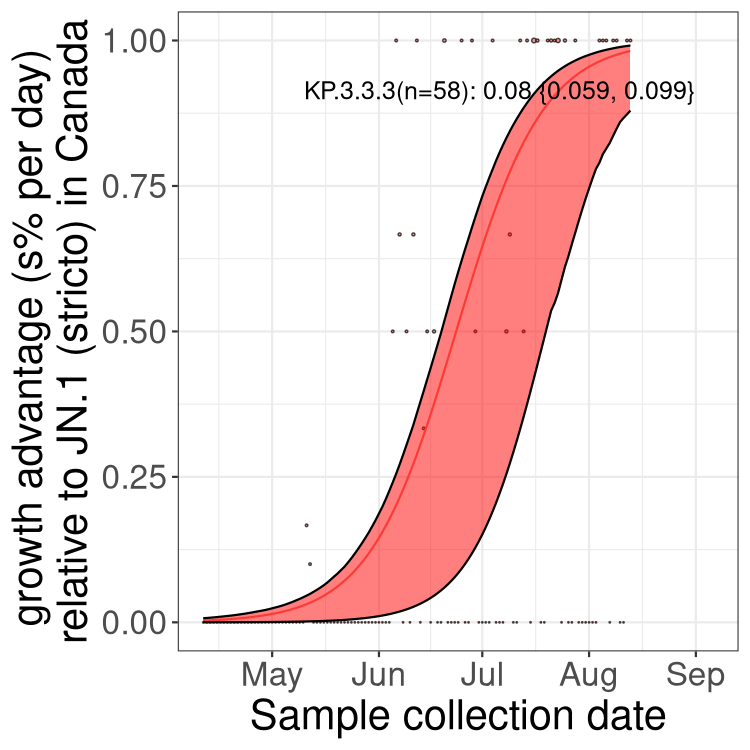 growth advantage (s% per day)
relative to JN.1 (stricto) in Canada
1.00
0.75
0.50
0.25
0.00
KP.3.3.3(n=58): 0.08 {0.059, 0.099}
May Jun Jul Aug Sep
Sample collection date